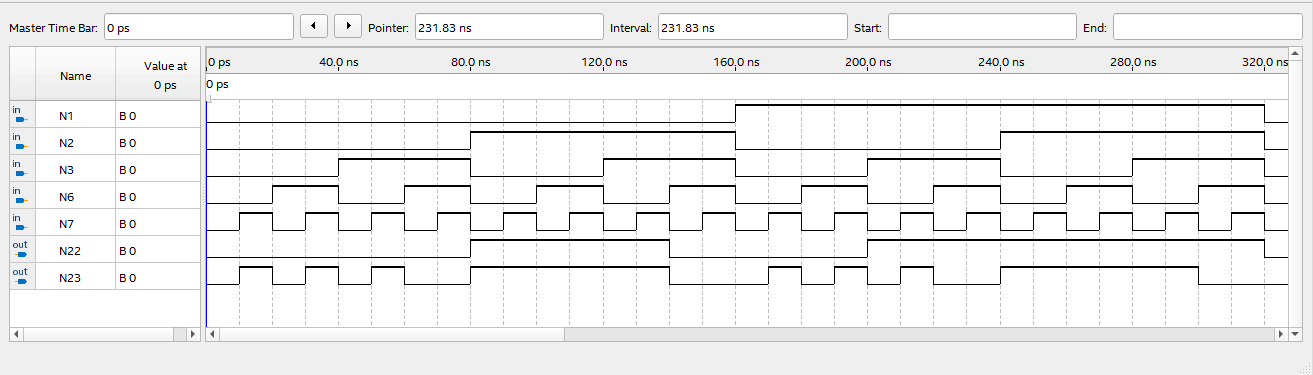 Master Time Bar: 0 ps Pointer: 231.83 ns Interval: 231.83 ns Start: End:
Name Value at 0 ps
0 ps 40.0 ns 80.0 ns 120.0 ns 160.0 ns 200.0 ns 240.0 ns 280.0 ns 320.0 ns
0 ps
in N1 B 0
in N2 B 0
in N3 B 0
in N6 B 0
in N7 B 0
out N22 B 0
out N23 B 0